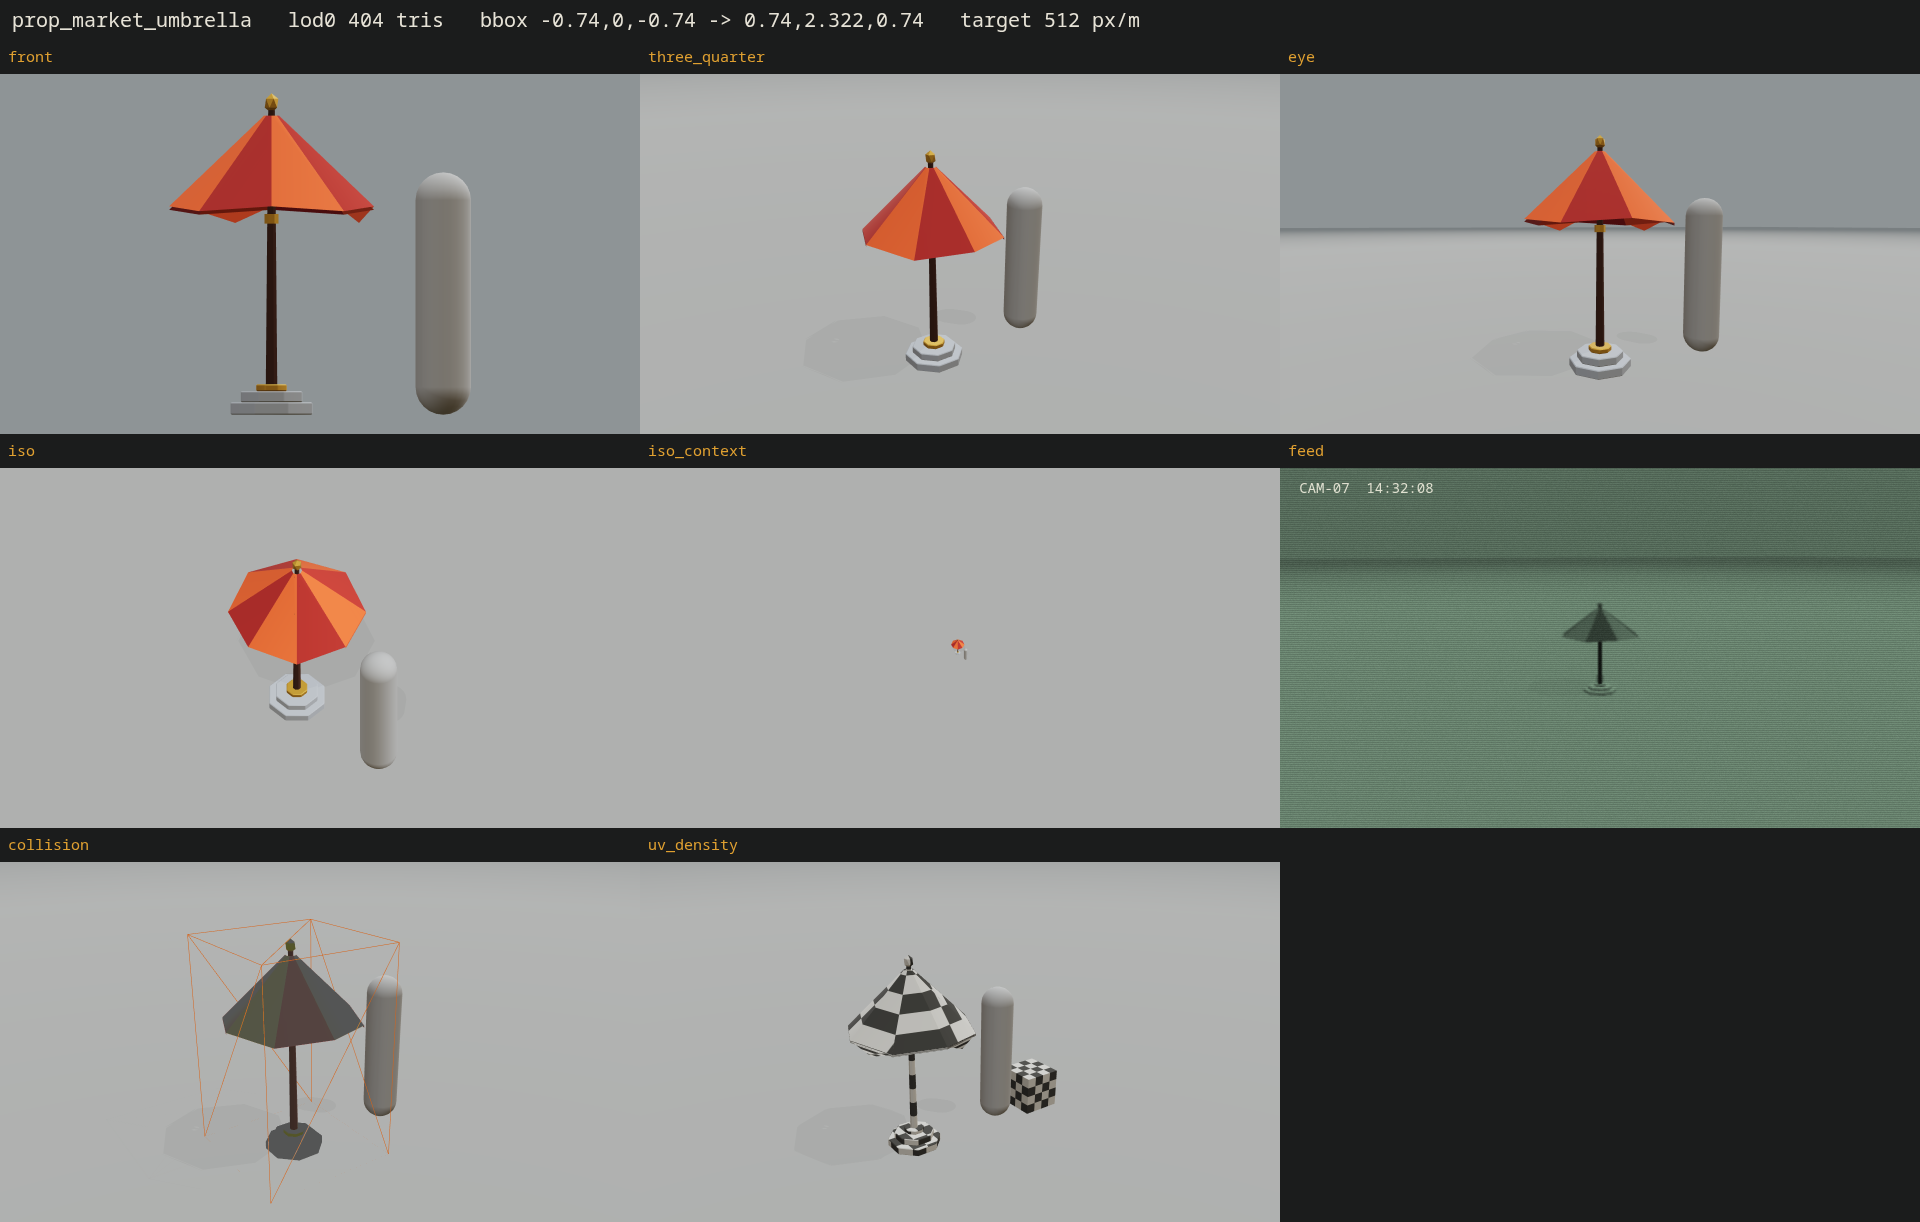 prop_market_umbrella   lod0 404 tris   bbox -0.74,0,-0.74 -> 0.74,2.322,0.74   target 512 px/m
front
three_quarter
eye
iso
iso_context
feed
CAM-07  14:32:08
collision
uv_density